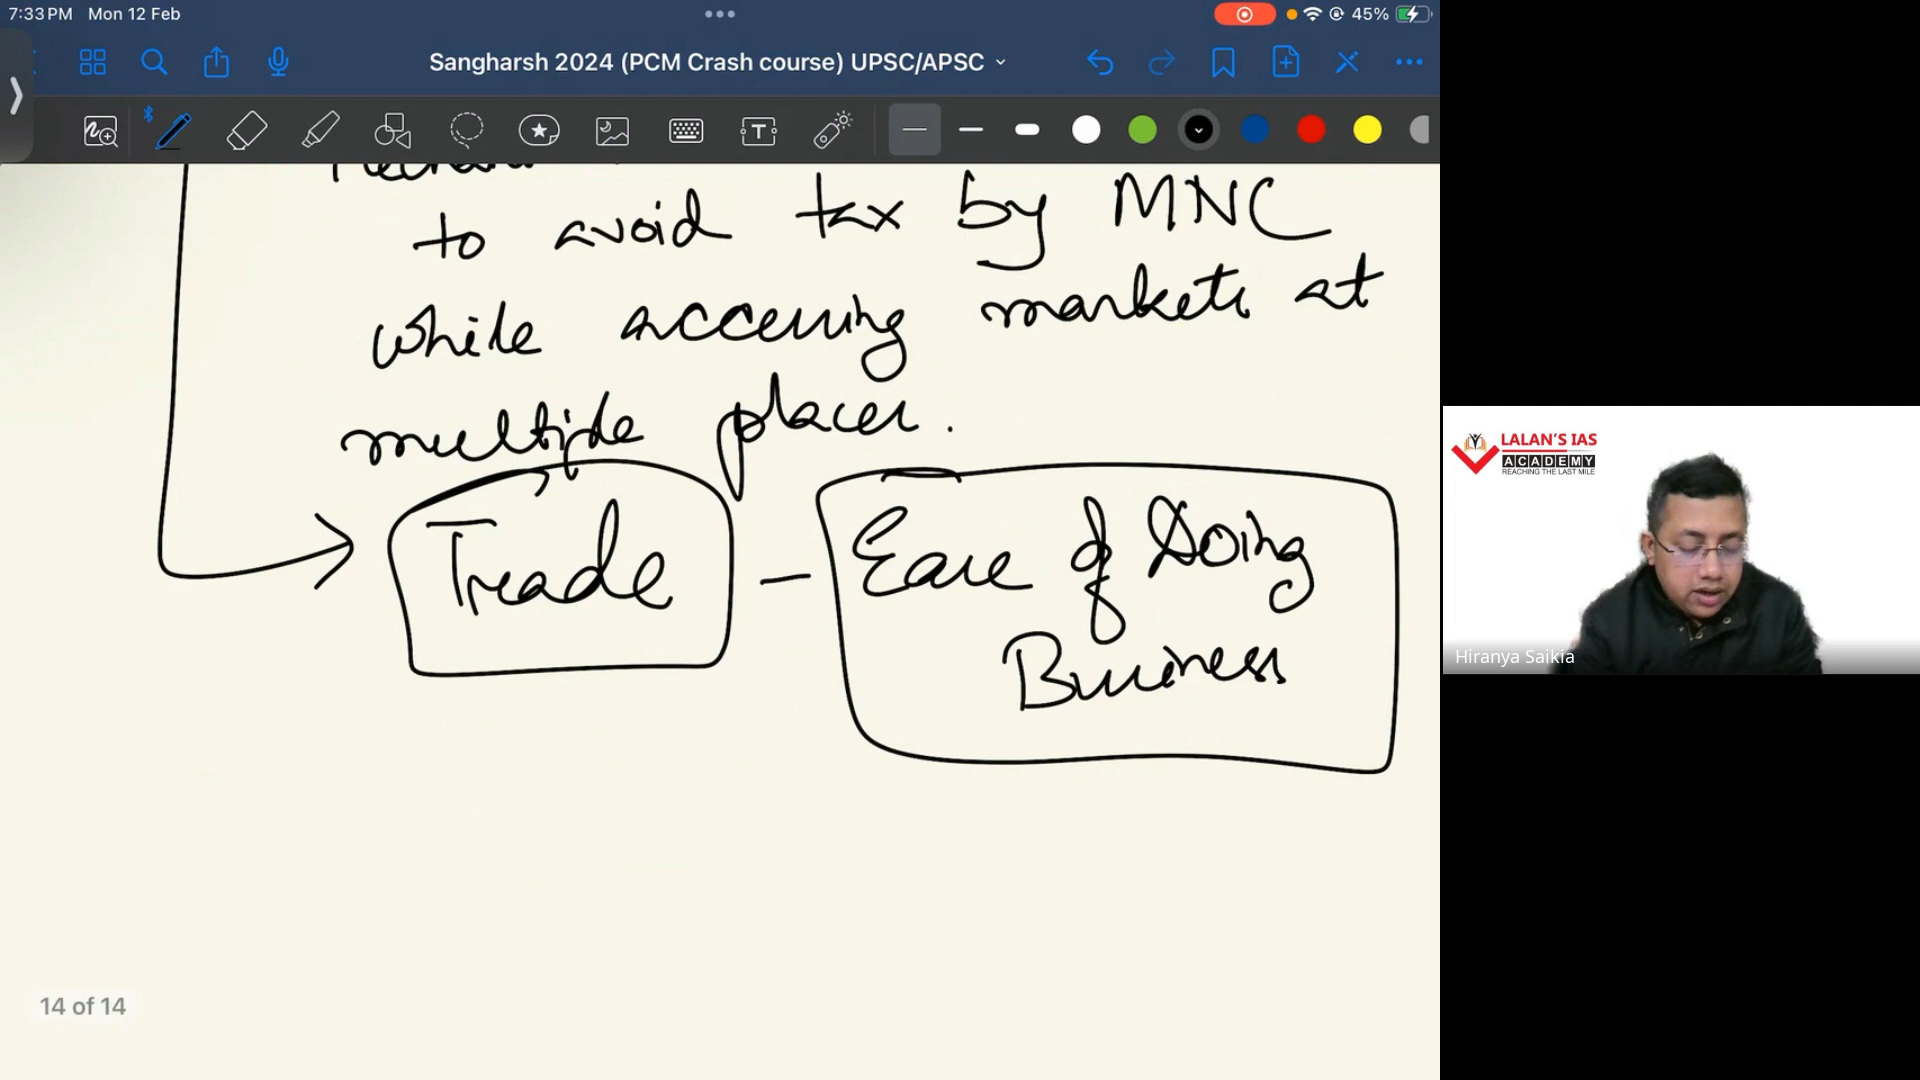 7:33 PM Mon 12 Feb
45%
Sangharsh 2024 (PCM Crash course) UPSC/APSC
to avoid tax by MNC
while accessing markets at
multiple places.
Trade – Ease of Doing
Business
14 of 14
LALAN'S IAS
ACADEMY
REACHING THE LAST MILE
Hiranya Saikia